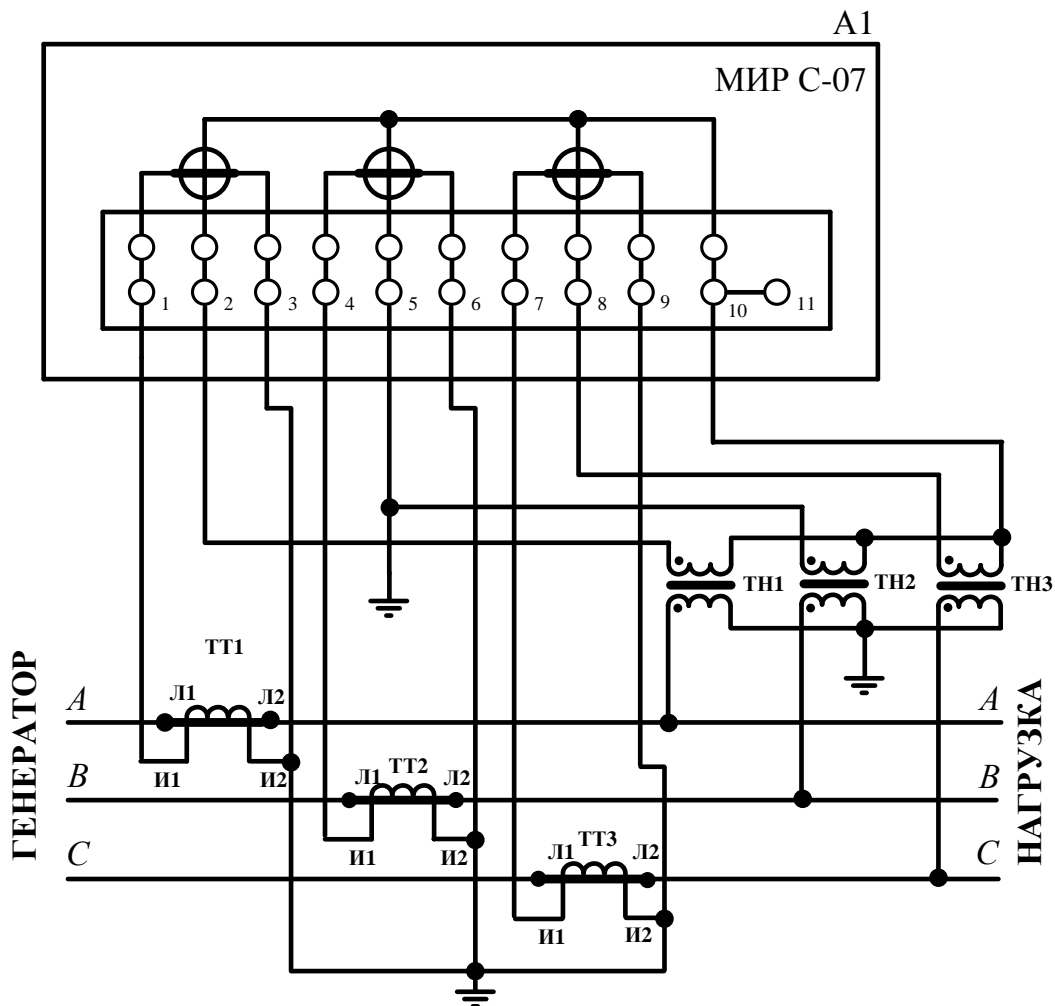 А1
МИР С-07
1 2 3 4 5 6 7 8 9 10 11
ТН1 ТН2 ТН3
ТТ1
ГЕНЕРАТОР
НАГРУЗКА
A Л1 Л2 A
И1 И2
B Л1 ТТ2 Л2 B
И1 И2
C Л1 ТТ3 Л2 C
И1 И2